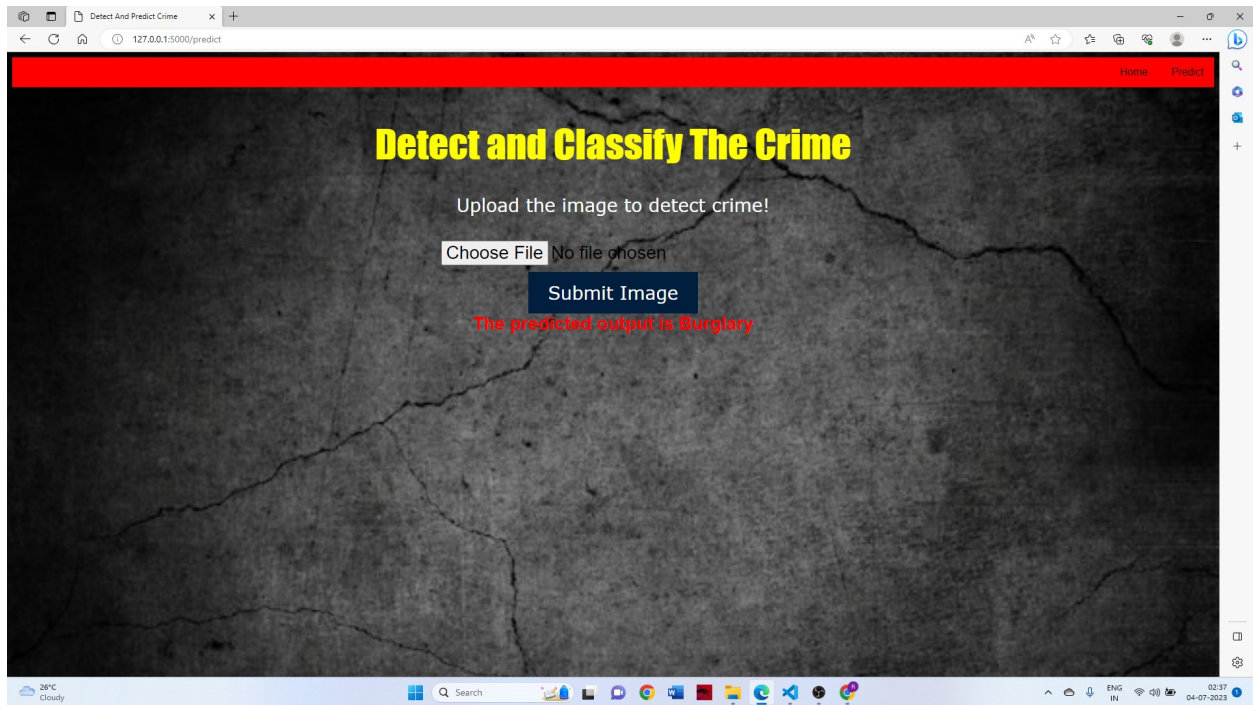 Detect And Predict Crime
127.0.0.1:5000/predict
Home Predict
Detect and Classify The Crime
Upload the image to detect crime!
Choose File No file chosen
Submit Image
The predicted output is Burglary
26°C
Cloudy
Search
ENG
IN
02:37
04-07-2023